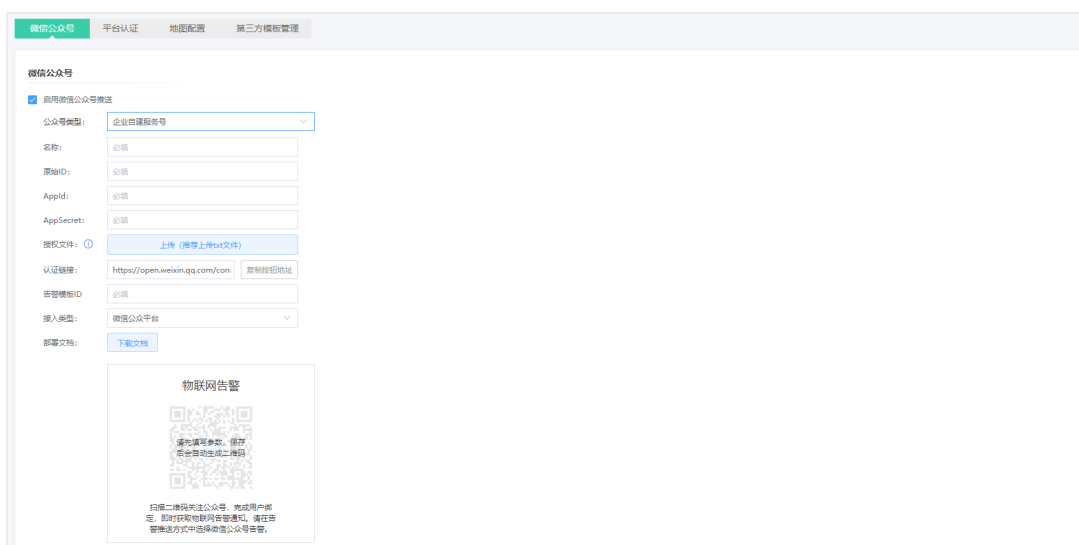 微信公众号 平台认证 地图配置 第三方模板管理
微信公众号
启用微信公众号推送
公众号类型： 企业自建服务号
名称： 必填
原始ID： 必填
AppId： 必填
AppSecret： 必填
授权文件： 上传（推荐上传txt文件）
认证链接： https://open.weixin.qq.com/con 复制按钮地址
告警模板ID 必填
接入类型： 微信公众平台
部署文档： 下载文档
物联网告警
请先填写参数，保存
后会自动生成二维码
扫描二维码关注公众号，完成用户绑
定，即时获取物联网告警通知。请在告
警推送方式中选择微信公众号告警。